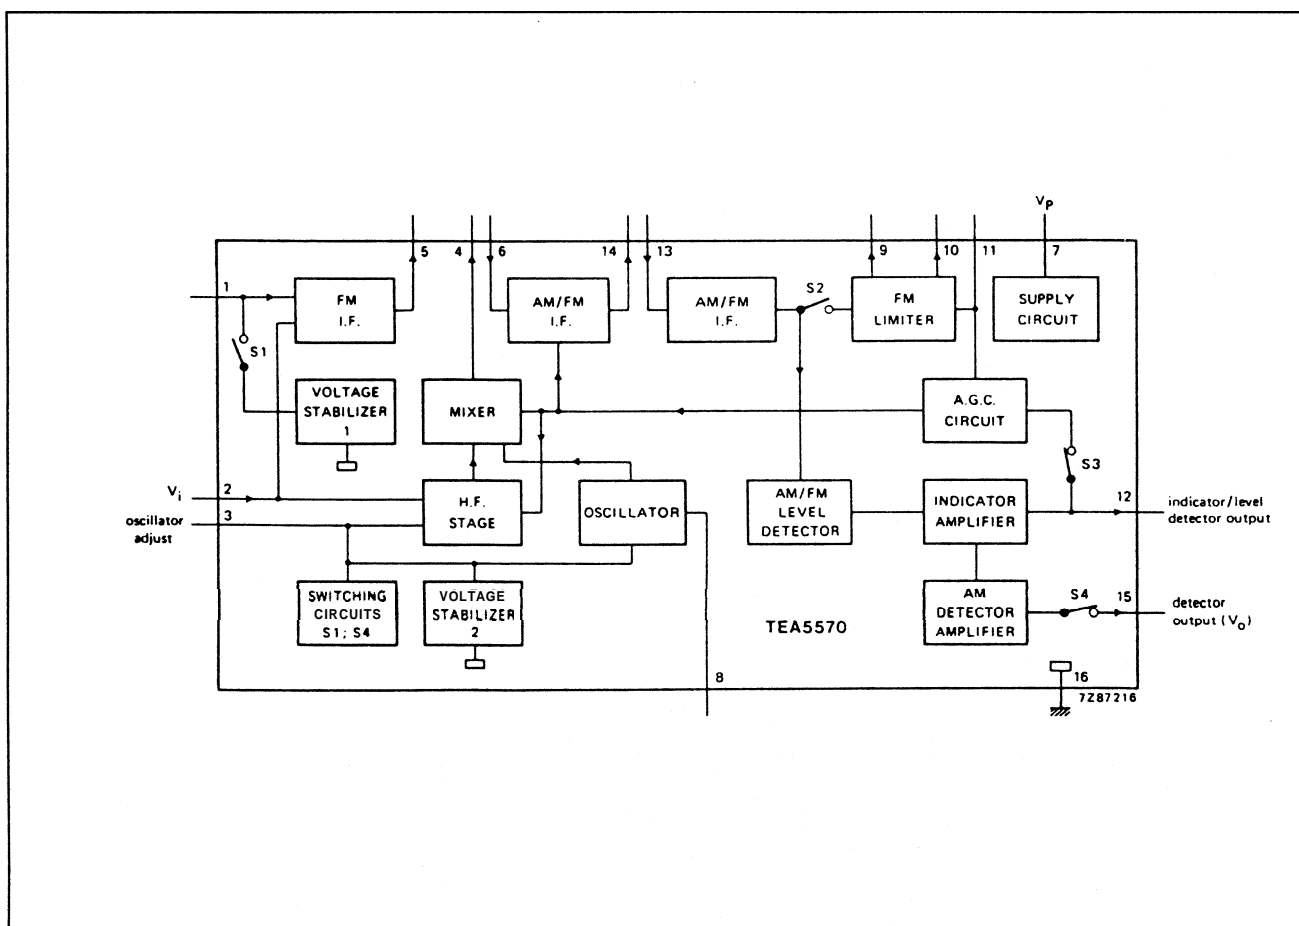 Vp
5
4
6
14
13
9
10
11
7
1
FM
I.F.
AM/FM
I.F.
AM/FM
I.F.
S2
FM
LIMITER
SUPPLY
CIRCUIT
S1
VOLTAGE
STABILIZER
1
MIXER
A.G.C.
CIRCUIT
S3
Vi
2
H.F.
STAGE
OSCILLATOR
AM/FM
LEVEL
DETECTOR
INDICATOR
AMPLIFIER
12
indicator/level
detector output
3
oscillator
adjust
SWITCHING
CIRCUITS
S1; S4
VOLTAGE
STABILIZER
2
TEA5570
AM
DETECTOR
AMPLIFIER
S4
15
detector
output (Vo)
8
16
7Z87216